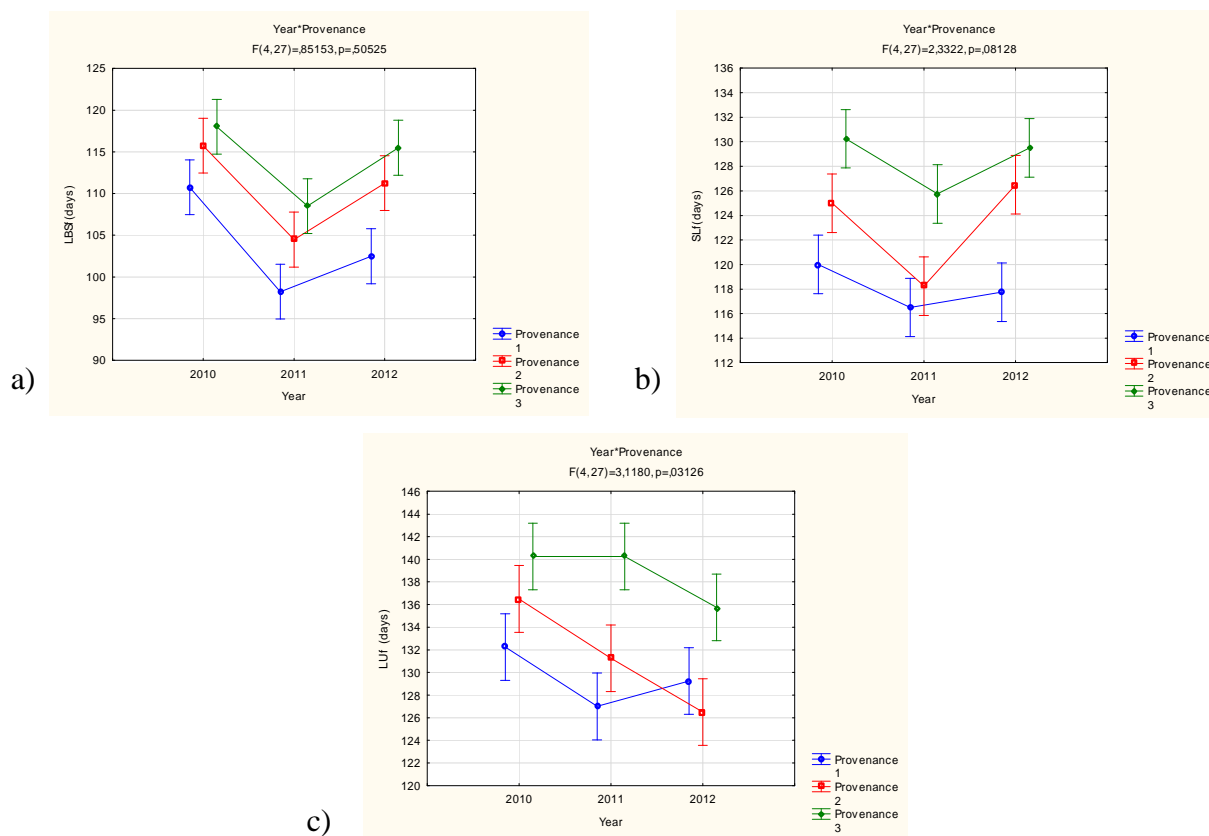 Year*Provenance
F(4,27)=,85153, p=,50525
125
120
115
110
105
100
95
90
LBSf (days)
2010 2011 2012
Year
Provenance
1
Provenance
2
Provenance
3
a)
Year*Provenance
F(4,27)=2,3322, p=,08128
136
134
132
130
128
126
124
122
120
118
116
114
112
SLf (days)
2010 2011 2012
Year
Provenance
1
Provenance
2
Provenance
3
b)
Year*Provenance
F(4,27)=3,1180, p=,03126
146
144
142
140
138
136
134
132
130
128
126
124
122
120
LUf (days)
2010 2011 2012
Year
Provenance
1
Provenance
2
Provenance
3
c)